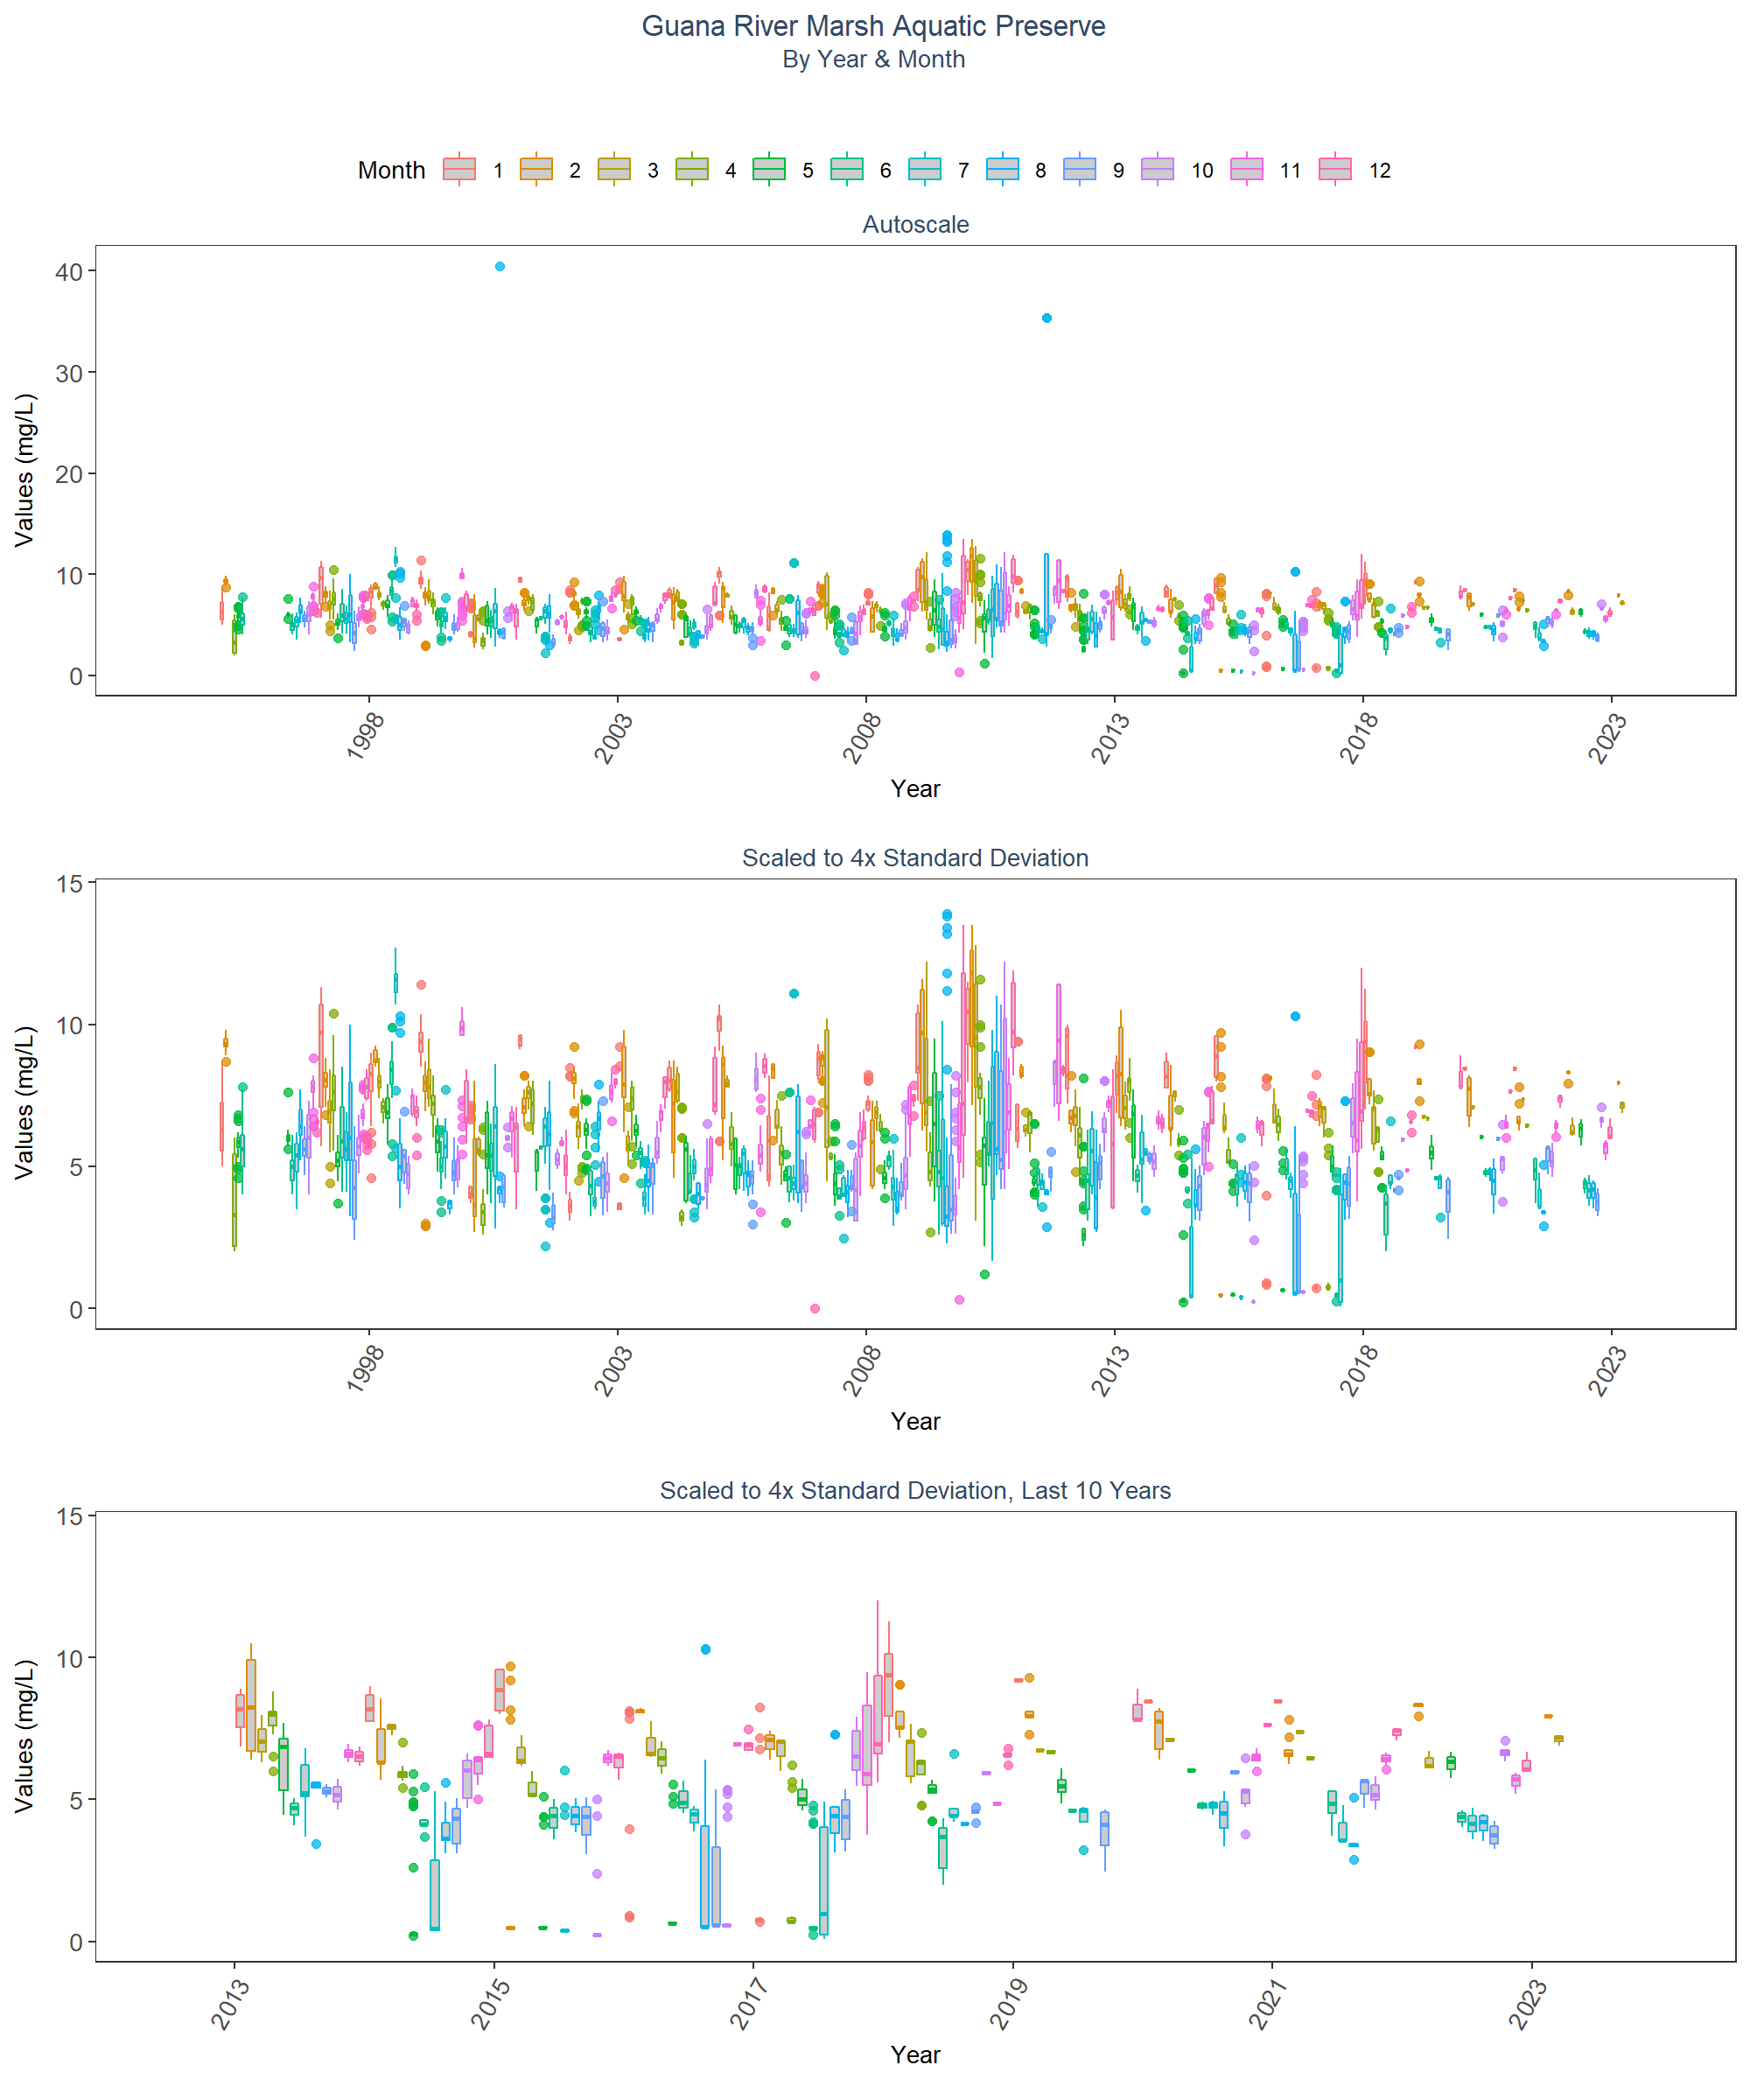 Guana River Marsh Aquatic Preserve
By Year & Month
Month 1 2 3 4 5 6 7 8 9 10 11 12
Autoscale
Values (mg/L)
40
30
20
10
0
1998 2003 2008 2013 2018 2023
Year
Scaled to 4x Standard Deviation
Values (mg/L)
15
10
5
0
1998 2003 2008 2013 2018 2023
Year
Scaled to 4x Standard Deviation, Last 10 Years
Values (mg/L)
15
10
5
0
2013 2015 2017 2019 2021 2023
Year